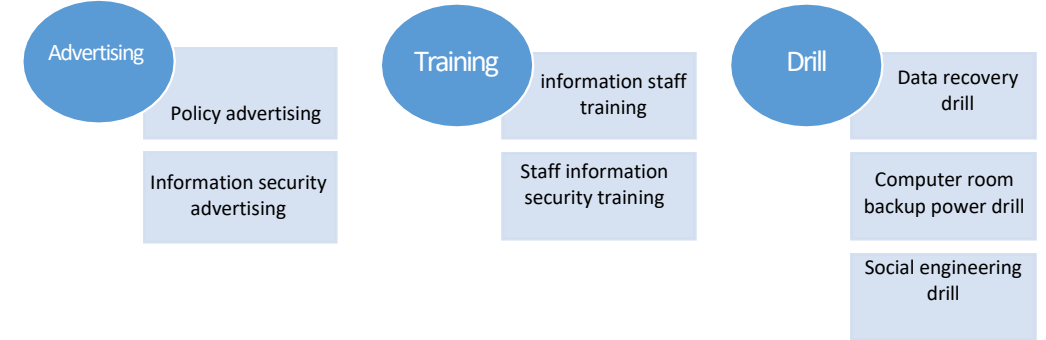 Advertising
Policy advertising
Information security
advertising
Training
information staff
training
Staff information
security training
Drill
Data recovery
drill
Computer room
backup power drill
Social engineering
drill